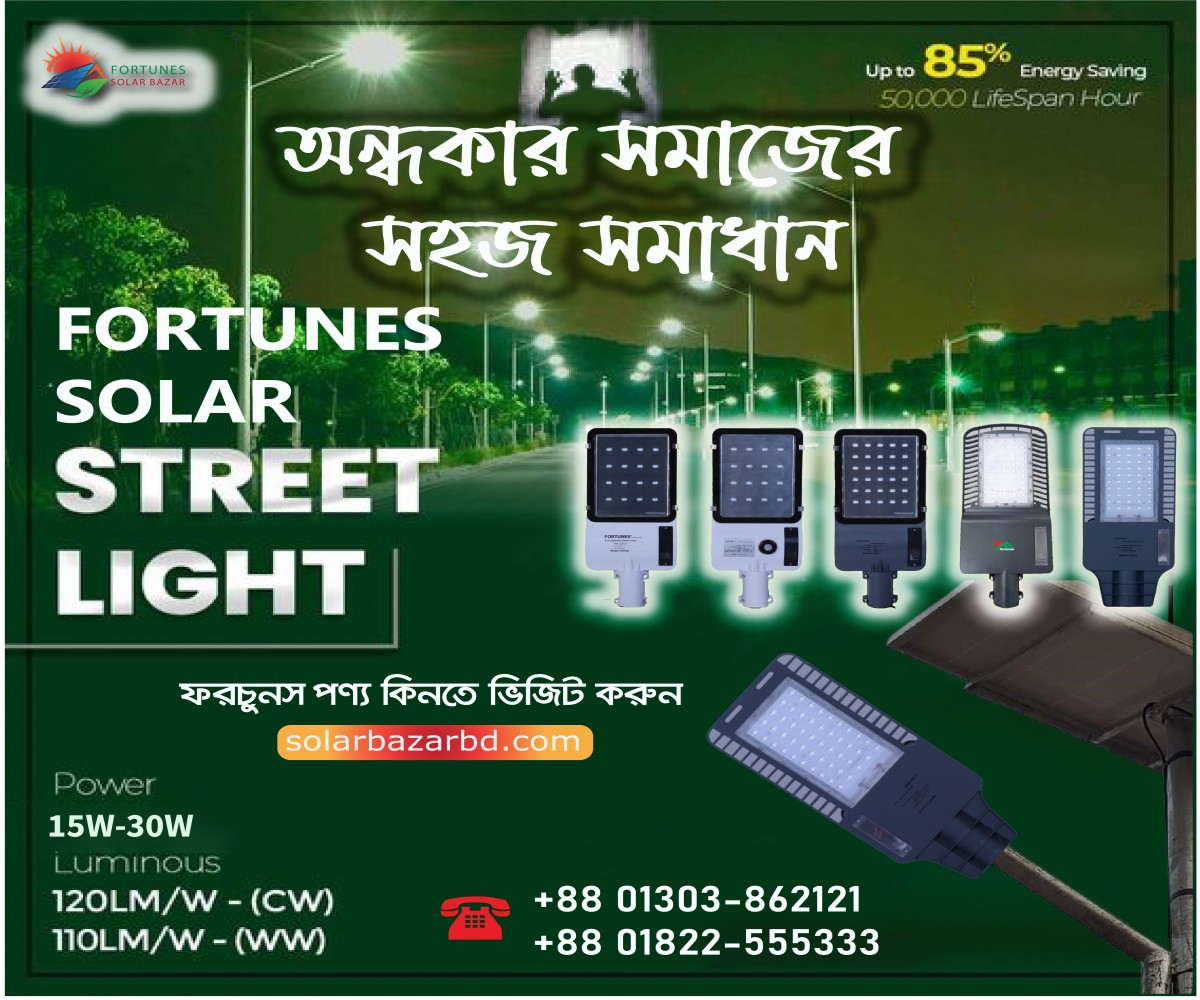 FORTUNES
SOLAR BAZAR
Up to 85% Energy Saving
50,000 LifeSpan Hour
অন্ধকার সমাজের
সহজ সমাধান
FORTUNES
SOLAR
STREET
LIGHT
FORTUNES
ফরচুনস পণ্য কিনতে ভিজিট করুন
solarbazarbd.com
Power
15W-30W
Luminous
120LM/W - (CW)
110LM/W - (WW)
+88 01303-862121
+88 01822-555333